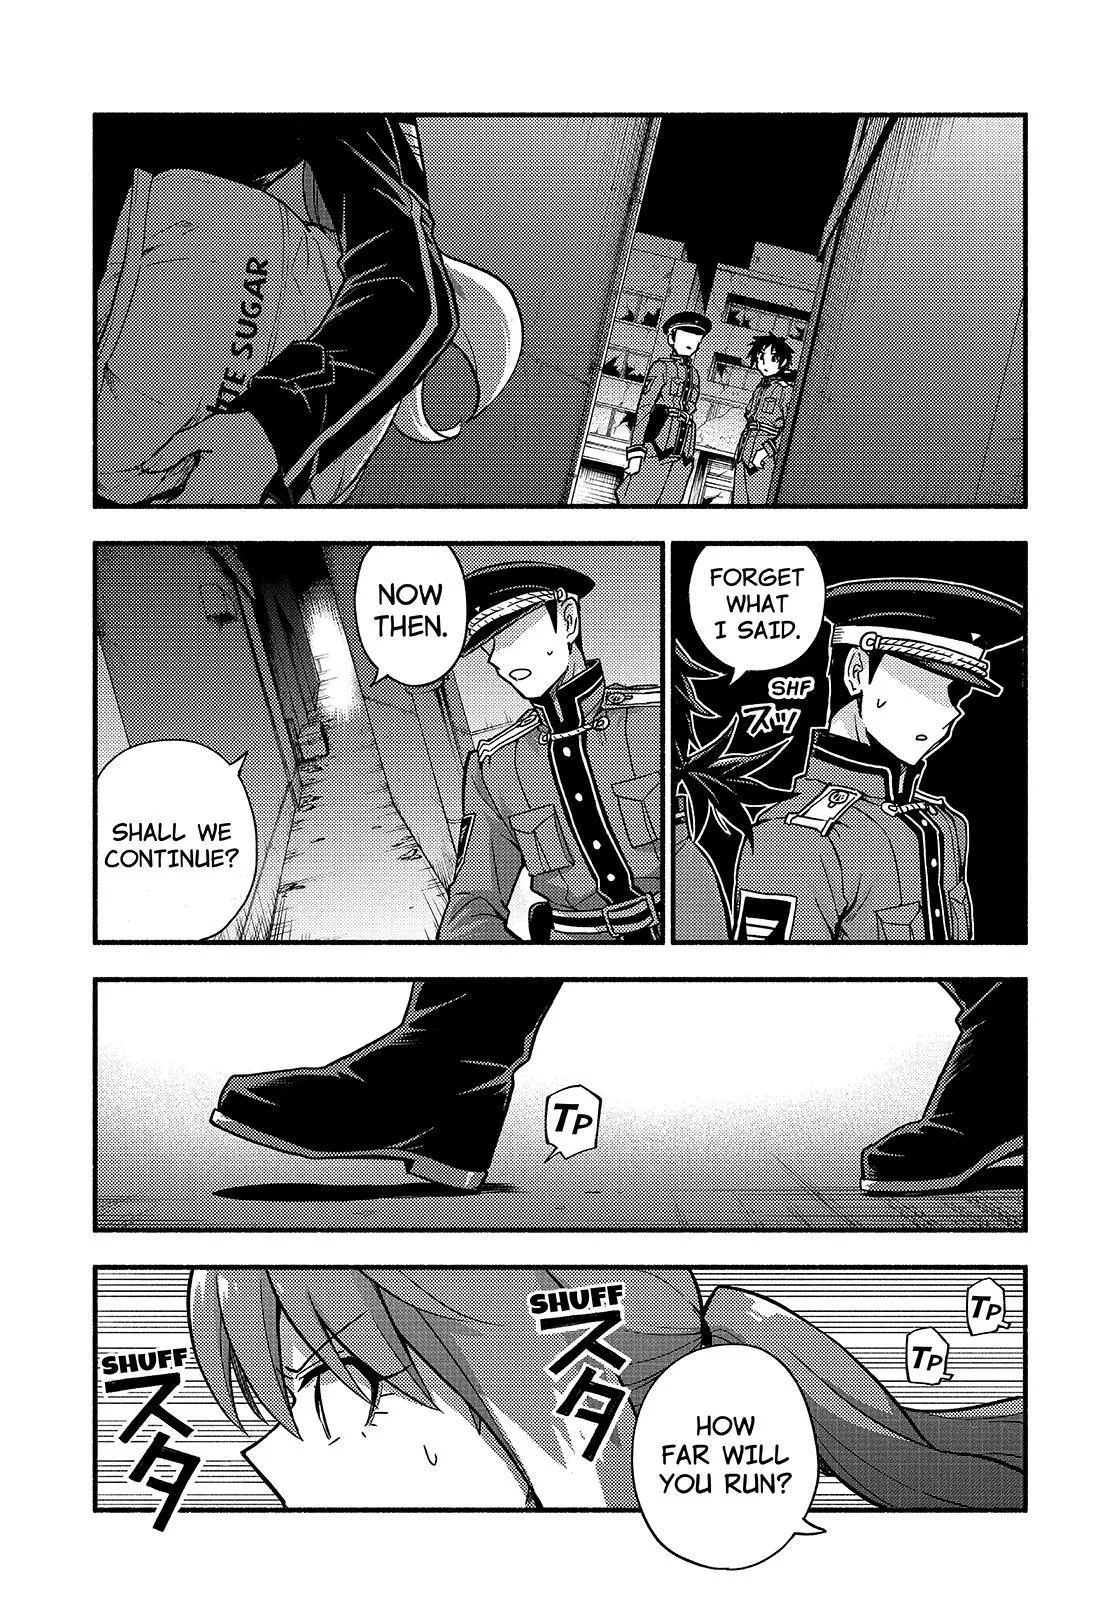 TE SUGAR
FORGET
WHAT
I SAID.
SHF
ズッ
NOW
THEN.
SHALL WE
CONTINUE?
TP
TP
TP
SHUFF
スタ
HOW
FAR WILL
YOU RUN?
SHUFF
スタ